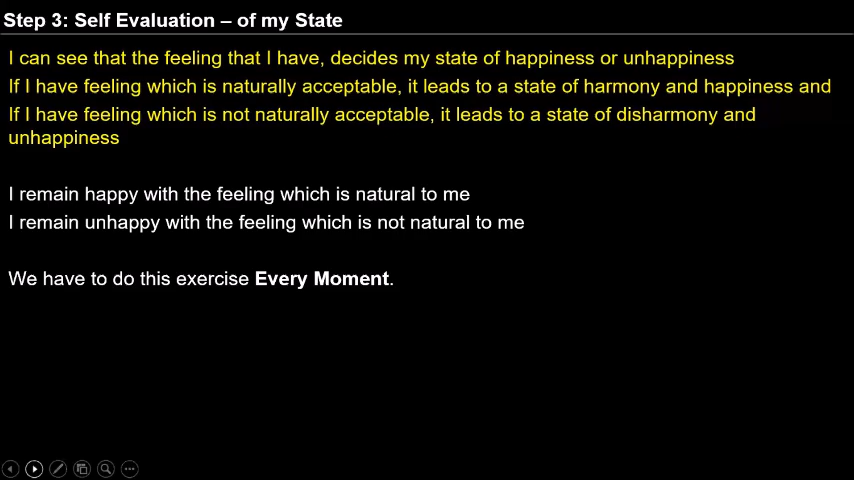 Step 3: Self Evaluation – of my State
I can see that the feeling that I have, decides my state of happiness or unhappiness
If I have feeling which is naturally acceptable, it leads to a state of harmony and happiness and
If I have feeling which is not naturally acceptable, it leads to a state of disharmony and
unhappiness
I remain happy with the feeling which is natural to me
I remain unhappy with the feeling which is not natural to me
We have to do this exercise Every Moment.